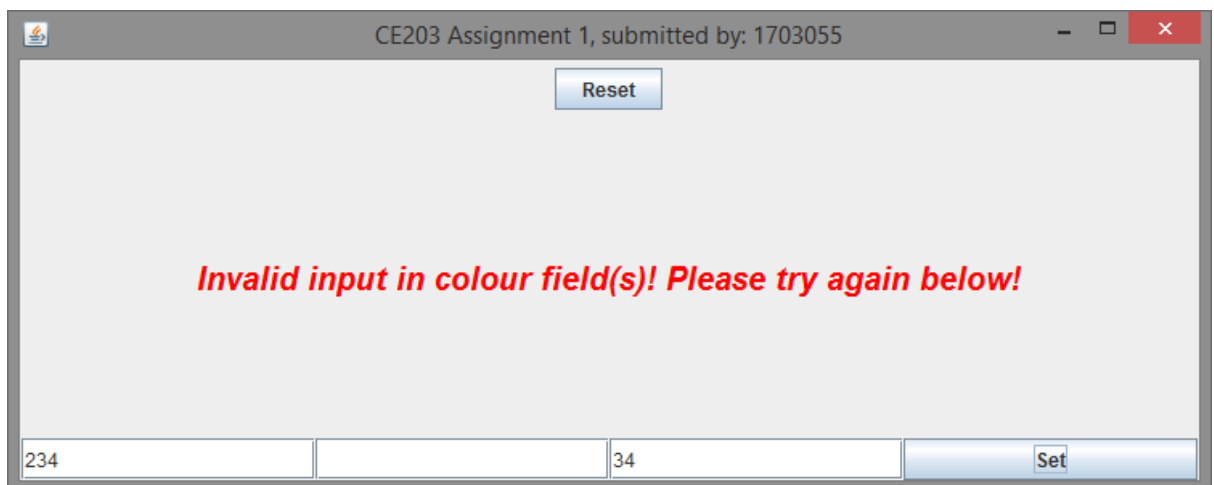 CE203 Assignment 1, submitted by: 1703055
Reset
Invalid input in colour field(s)! Please try again below!
234 34 Set